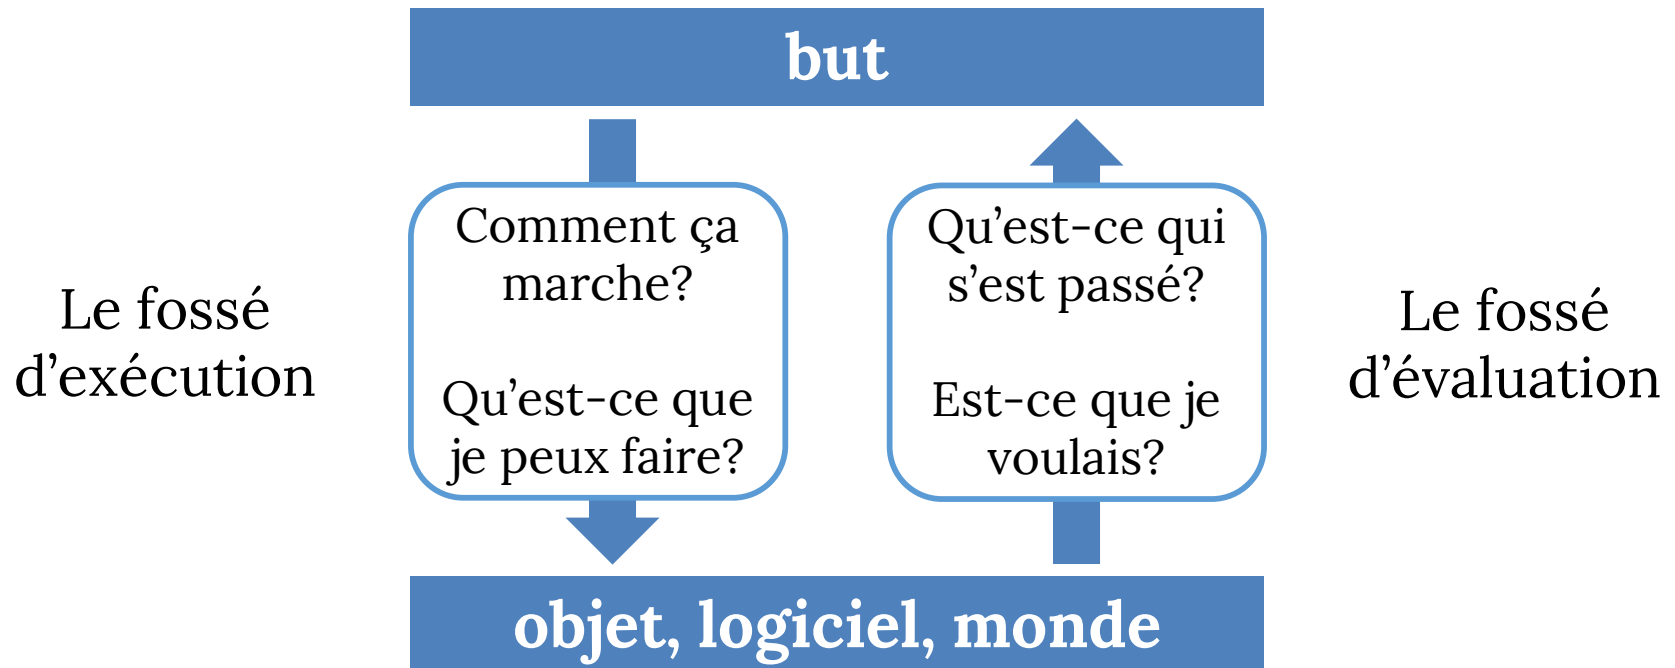 but
Le fossé
d’exécution
Comment ça
marche?
Qu’est-ce que
je peux faire?
Qu’est-ce qui
s’est passé?
Est-ce que je
voulais?
Le fossé
d’évaluation
objet, logiciel, monde